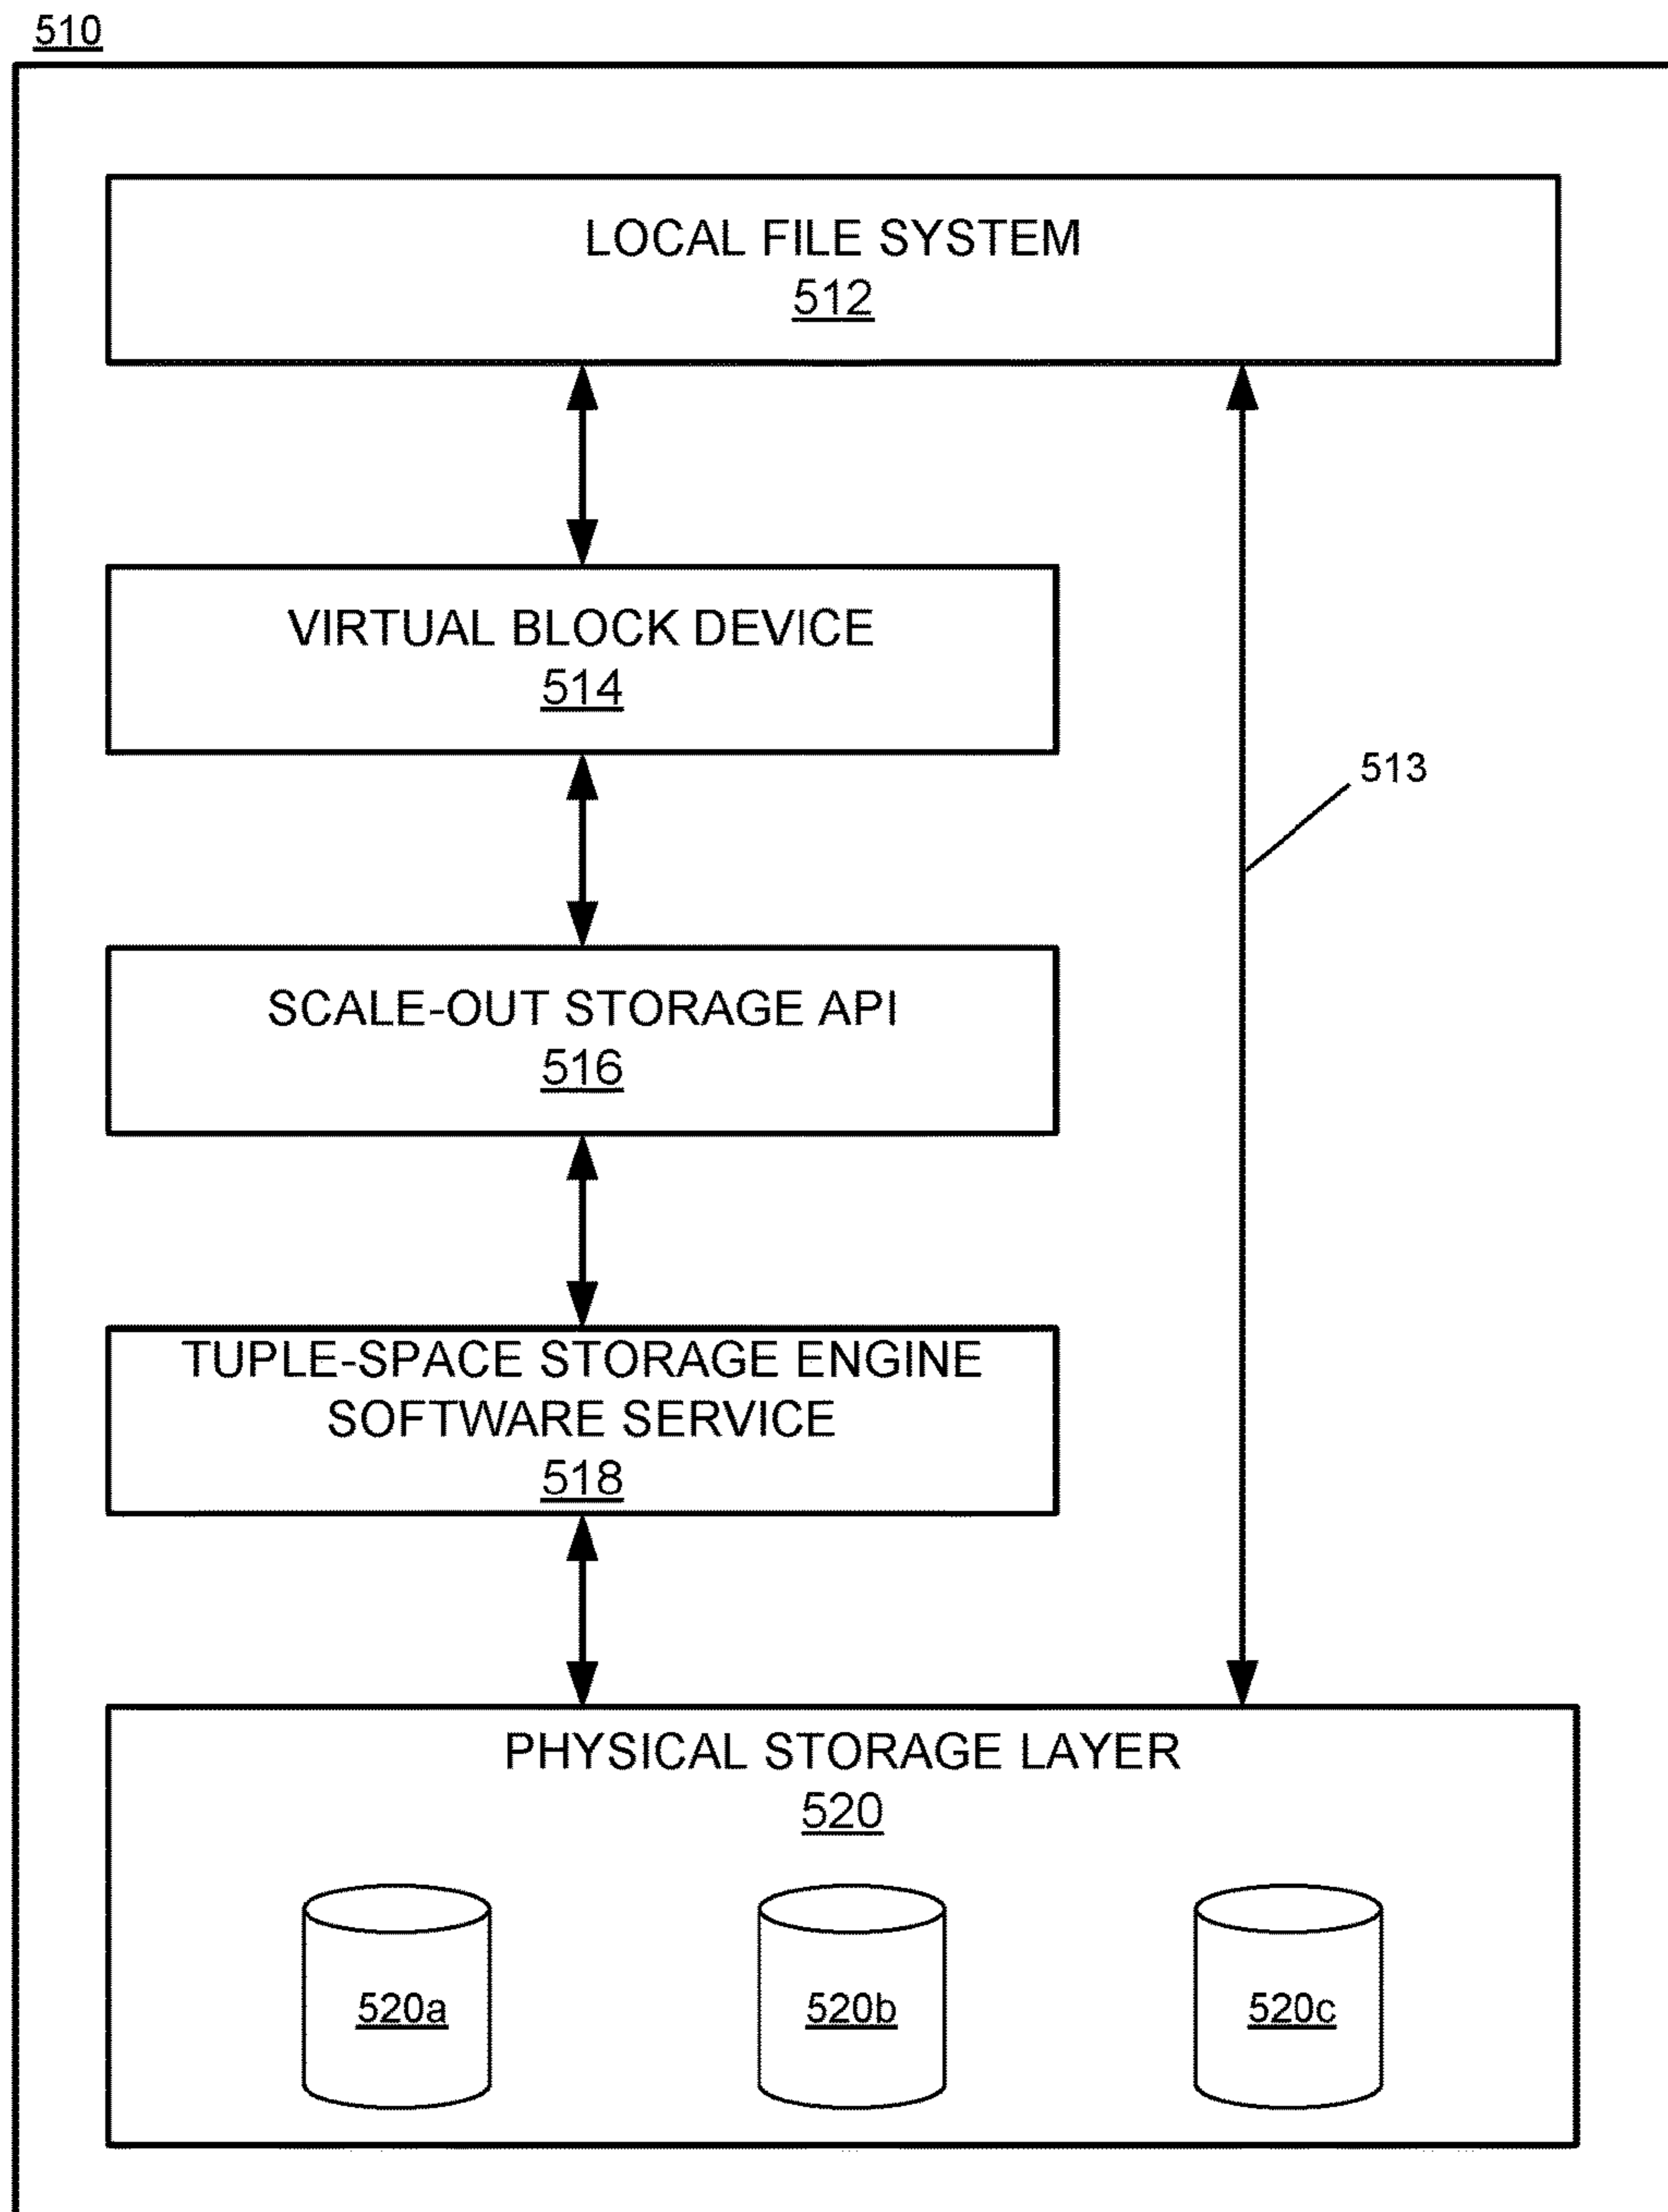 510
LOCAL FILE SYSTEM
512
VIRTUAL BLOCK DEVICE
514
513
SCALE-OUT STORAGE API
516
TUPLE-SPACE STORAGE ENGINE
SOFTWARE SERVICE
518
PHYSICAL STORAGE LAYER
520
520a
520b
520c